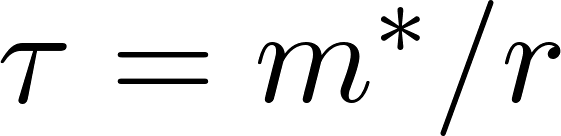 τ = m*/r